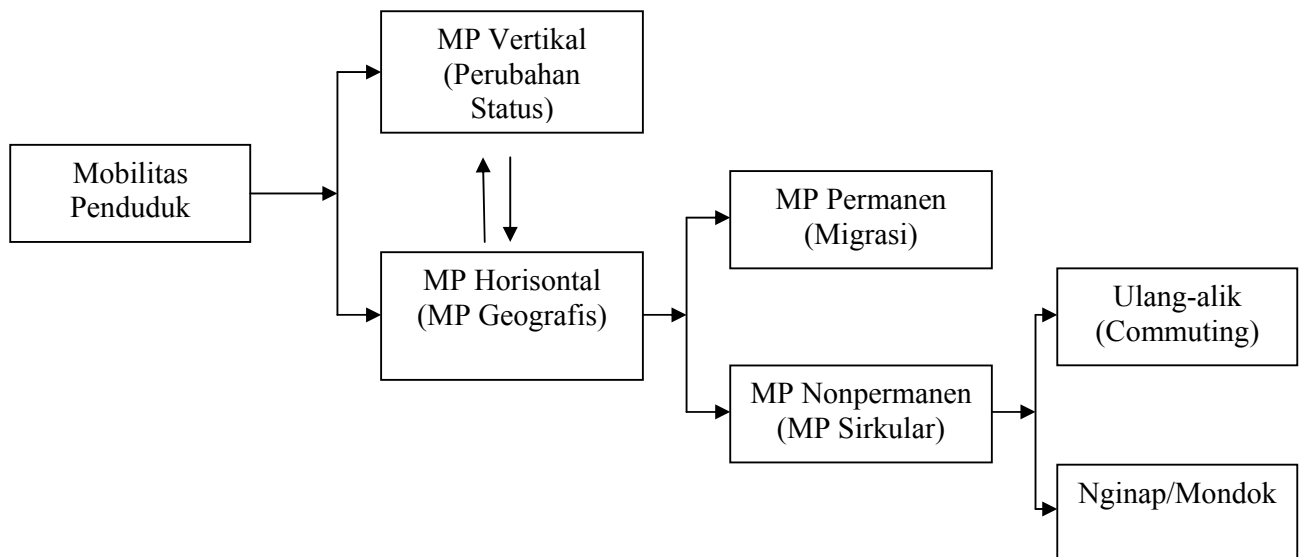 Mobilitas
Penduduk
MP Vertikal
(Perubahan
Status)
MP Horisontal
(MP Geografis)
MP Permanen
(Migrasi)
MP Nonpermanen
(MP Sirkular)
Ulang-alik
(Commuting)
Nginap/Mondok